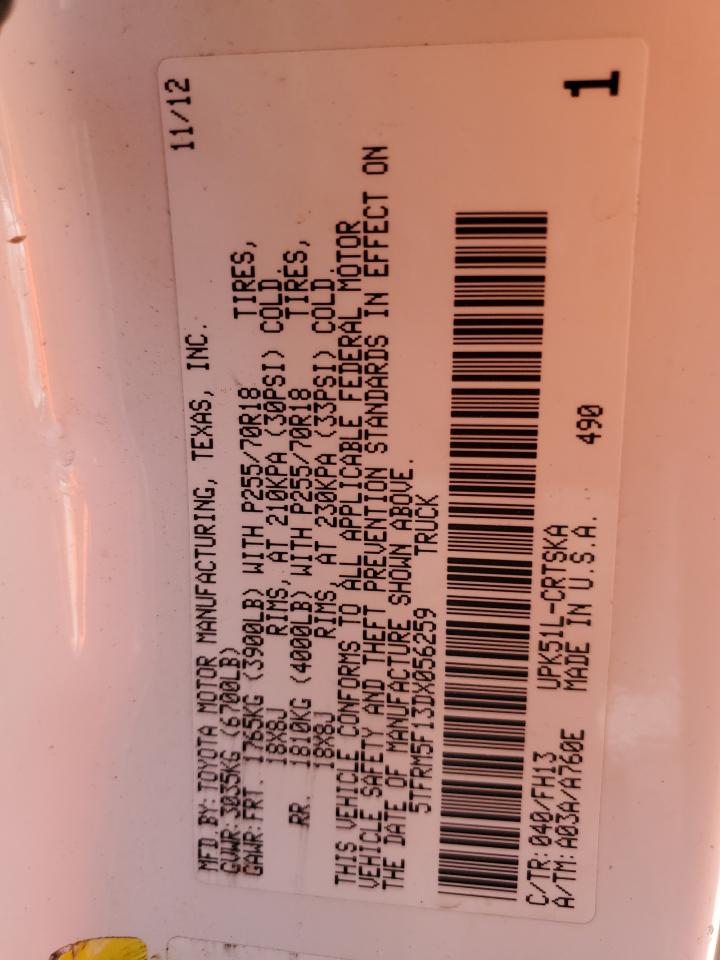 MFD BY: TOYOTA MOTOR MANUFACTURING, TEXAS, INC. 11/12
GVWR: 3035KG (6700LB)
GAWR: FRT. 1765KG (3900LB) WITH P255/70R18 TIRES,
18X8J RIMS, AT 210KPA (30PSI) COLD.
RR. 1810KG (4000LB) WITH P255/70R18 TIRES,
18X8J RIMS, AT 230KPA (33PSI) COLD.
THIS VEHICLE CONFORMS TO ALL APPLICABLE FEDERAL MOTOR
VEHICLE SAFETY AND THEFT PREVENTION STANDARDS IN EFFECT ON
THE DATE OF MANUFACTURE SHOWN ABOVE.
5TFRM5F13DX056259 TRUCK
C/TR: 040/FH13 UPK51L-CRTSKA
A/TM: A03A/A760E MADE IN U.S.A. 490
1